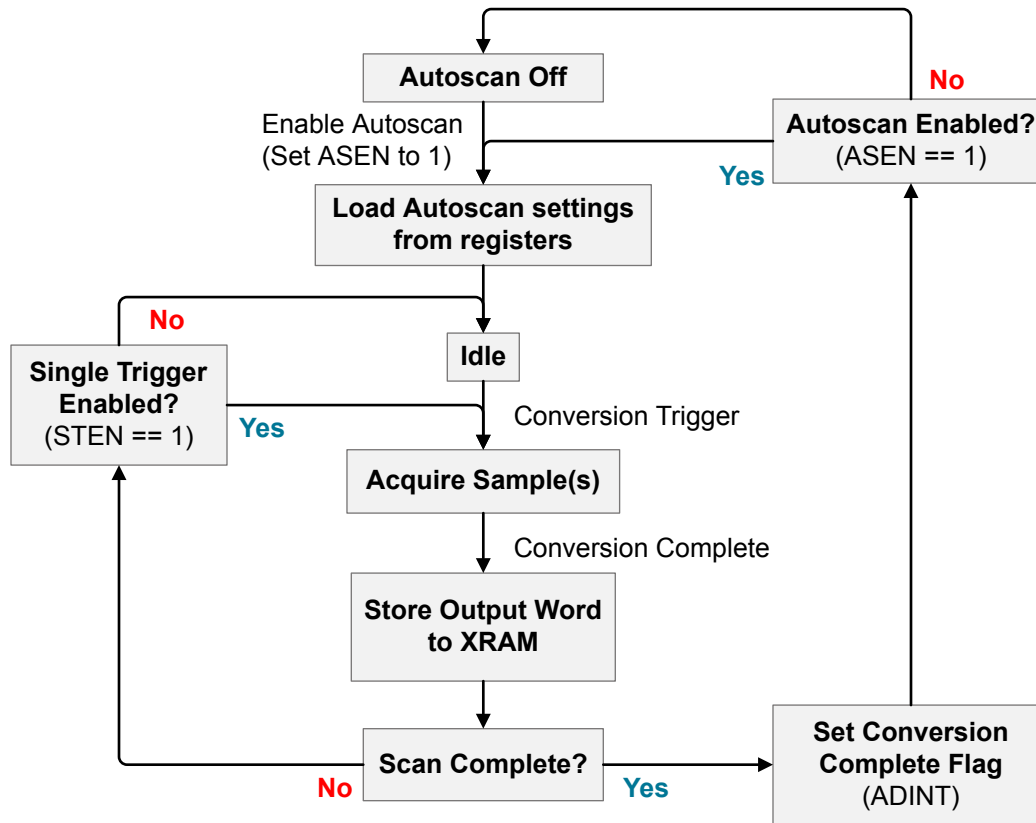 Autoscan Off
No
Enable Autoscan
(Set ASEN to 1)
Autoscan Enabled?
(ASEN == 1)
Yes
Load Autoscan settings
from registers
No
Idle
Single Trigger
Enabled?
(STEN == 1)
Yes
Conversion Trigger
Acquire Sample(s)
Conversion Complete
Store Output Word
to XRAM
Scan Complete?
No
Yes
Set Conversion
Complete Flag
(ADINT)